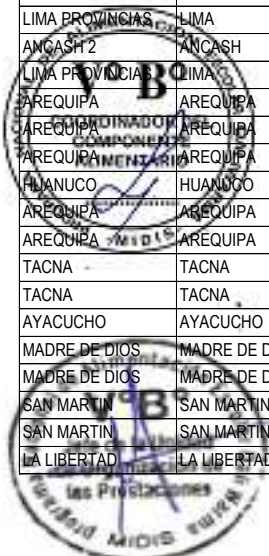 LIMA PROVINCIAS LIMA
ANCASH 2 ANCASH
LIMA PROVINCIAS LIMA
AREQUIPA AREQUIPA
AREQUIPA AREQUIPA
AREQUIPA AREQUIPA
HUANUCO HUANUCO
AREQUIPA AREQUIPA
AREQUIPA AREQUIPA
TACNA TACNA
TACNA TACNA
AYACUCHO AYACUCHO
MADRE DE DIOS MADRE DE D
MADRE DE DIOS MADRE DE D
SAN MARTIN SAN MARTIN
SAN MARTIN SAN MARTIN
LA LIBERTAD LA LIBERTAD
V° B°
COORDINADOR
COMPONENTE
ALIMENTARIO
MIDIS
V° B°
las Prestaciones
MIDIS